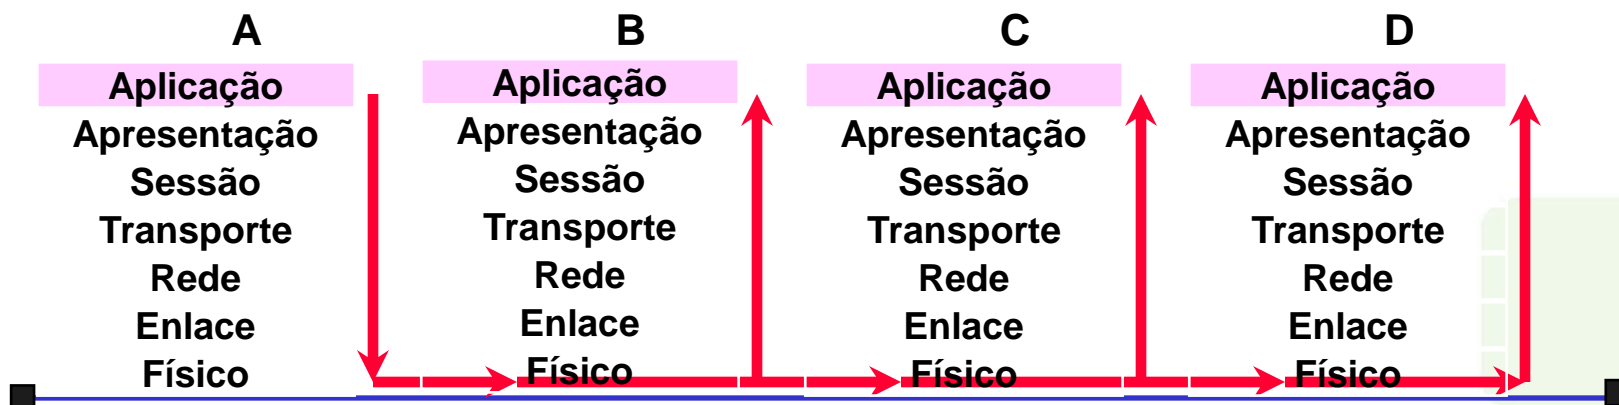 A
Aplicação
Apresentação
Sessão
Transporte
Rede
Enlace
Físico
B
Aplicação
Apresentação
Sessão
Transporte
Rede
Enlace
Físico
C
Aplicação
Apresentação
Sessão
Transporte
Rede
Enlace
Físico
D
Aplicação
Apresentação
Sessão
Transporte
Rede
Enlace
Físico